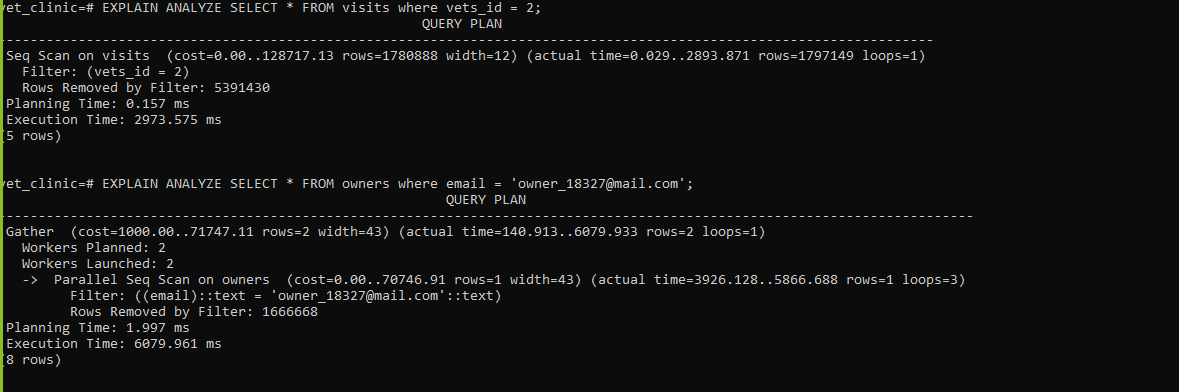 vet_clinic=# EXPLAIN ANALYZE SELECT * FROM visits where vets_id = 2;
QUERY PLAN
-----------------------------------------------------------------------------------------------------------------------
Seq Scan on visits  (cost=0.00..128717.13 rows=1780888 width=12) (actual time=0.029..2893.871 rows=1797149 loops=1)
  Filter: (vets_id = 2)
  Rows Removed by Filter: 5391430
Planning Time: 0.157 ms
Execution Time: 2973.575 ms
(5 rows)
vet_clinic=# EXPLAIN ANALYZE SELECT * FROM owners where email = 'owner_18327@mail.com';
QUERY PLAN
-------------------------------------------------------------------------------------------------------------------------
Gather  (cost=1000.00..71747.11 rows=2 width=43) (actual time=140.913..6079.933 rows=2 loops=1)
  Workers Planned: 2
  Workers Launched: 2
  ->  Parallel Seq Scan on owners  (cost=0.00..70746.91 rows=1 width=43) (actual time=3926.128..5866.688 rows=1 loops=3)
        Filter: ((email)::text = 'owner_18327@mail.com'::text)
        Rows Removed by Filter: 1666668
Planning Time: 1.997 ms
Execution Time: 6079.961 ms
(8 rows)